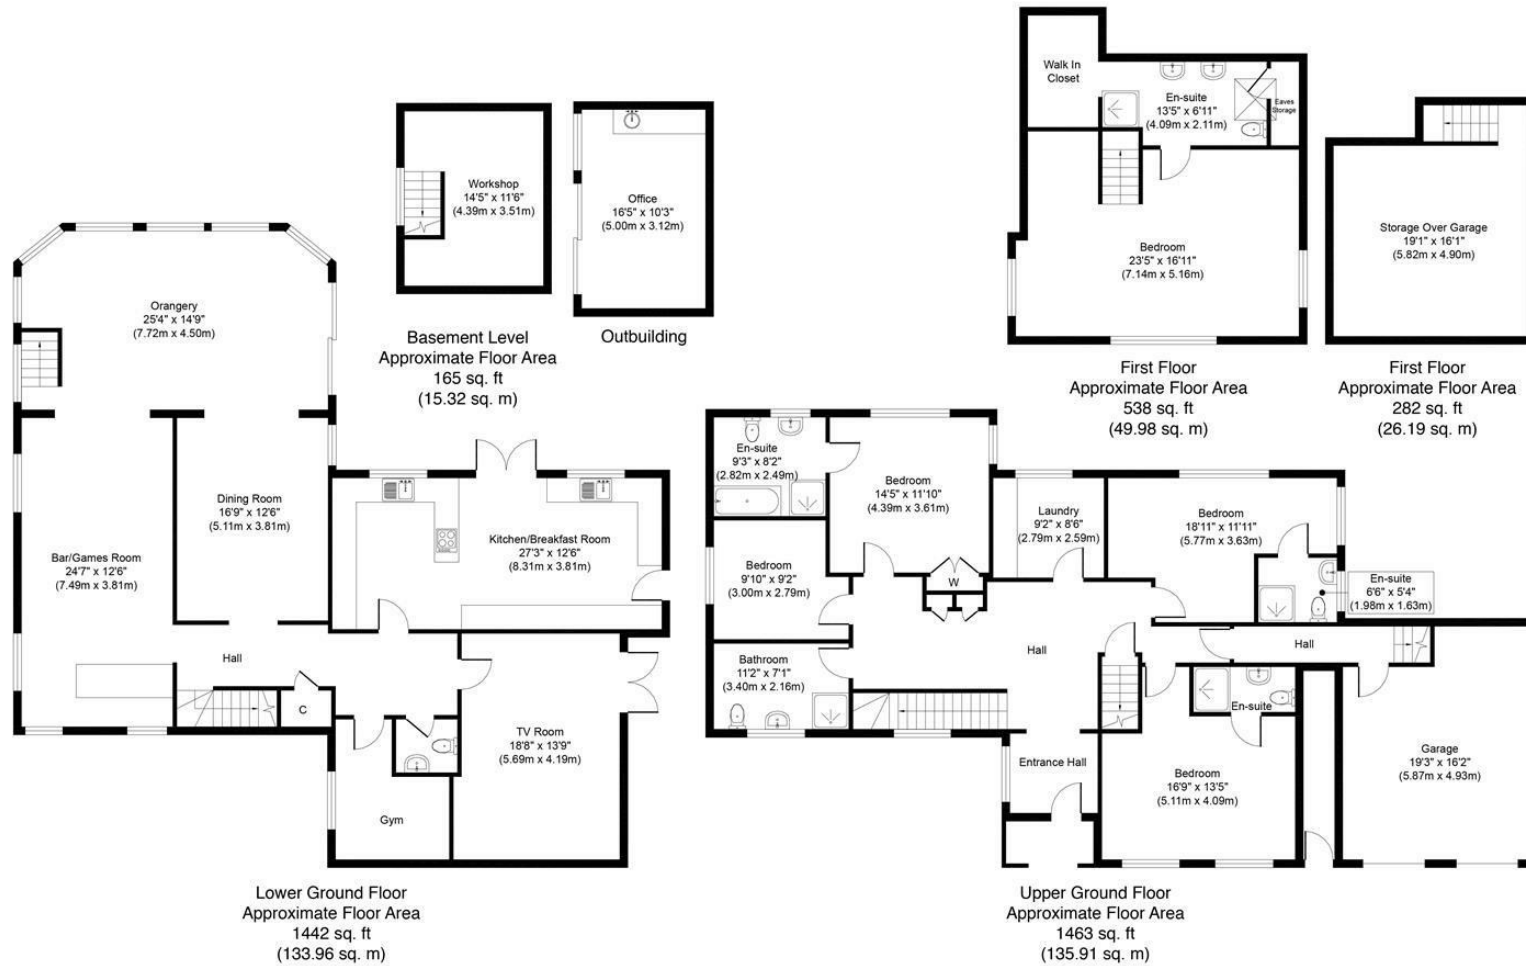 Walk In
Closet
En-suite
13'5" x 6'11"
(4.09m x 2.11m)
Eaves
Storage
Bedroom
23'5" x 16'11"
(7.14m x 5.16m)
First Floor
Approximate Floor Area
538 sq. ft
(49.98 sq. m)
Storage Over Garage
19'1" x 16'1"
(5.82m x 4.90m)
First Floor
Approximate Floor Area
282 sq. ft
(26.19 sq. m)
Workshop
14'5" x 11'6"
(4.39m x 3.51m)
Basement Level
Approximate Floor Area
165 sq. ft
(15.32 sq. m)
Office
16'5" x 10'3"
(5.00m x 3.12m)
Outbuilding
Orangery
25'4" x 14'9"
(7.72m x 4.50m)
Dining Room
16'9" x 12'6"
(5.11m x 3.81m)
Bar/Games Room
24'7" x 12'6"
(7.49m x 3.81m)
Kitchen/Breakfast Room
27'3" x 12'6"
(8.31m x 3.81m)
Hall
C
TV Room
18'8" x 13'9"
(5.69m x 4.19m)
Gym
Lower Ground Floor
Approximate Floor Area
1442 sq. ft
(133.96 sq. m)
En-suite
9'3" x 8'2"
(2.82m x 2.49m)
Bedroom
14'5" x 11'10"
(4.39m x 3.61m)
Laundry
9'2" x 8'6"
(2.79m x 2.59m)
Bedroom
18'11" x 11'11"
(5.77m x 3.63m)
Bedroom
9'10" x 9'2"
(3.00m x 2.79m)
W
En-suite
6'6" x 5'4"
(1.98m x 1.63m)
Hall
Hall
Bathroom
11'2" x 7'1"
(3.40m x 2.16m)
En-suite
Entrance Hall
Bedroom
16'9" x 13'5"
(5.11m x 4.09m)
Garage
19'3" x 16'2"
(5.87m x 4.93m)
Upper Ground Floor
Approximate Floor Area
1463 sq. ft
(135.91 sq. m)